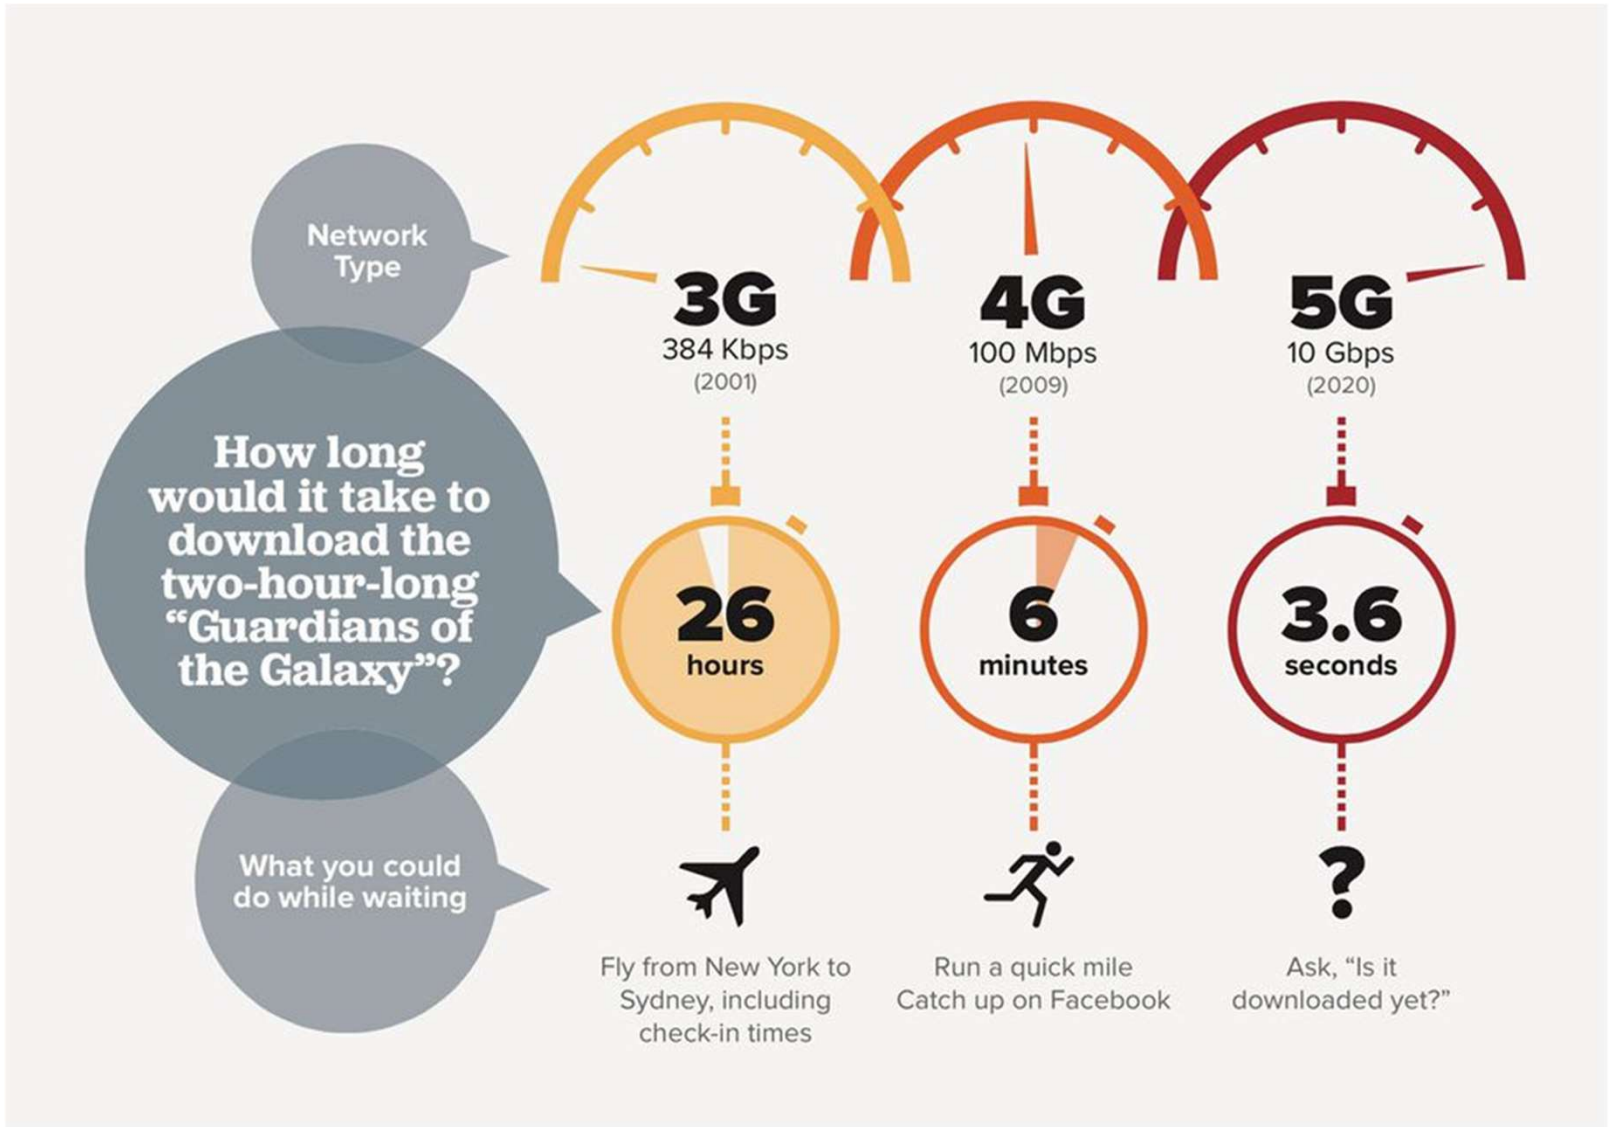 Network
Type
3G
384 Kbps
(2001)
4G
100 Mbps
(2009)
5G
10 Gbps
(2020)
How long
would it take to
download the
two-hour-long
“Guardians of
the Galaxy”?
26
hours
6
minutes
3.6
seconds
What you could
do while waiting
?
Fly from New York to
Sydney, including
check-in times
Run a quick mile
Catch up on Facebook
Ask, “Is it
downloaded yet?”